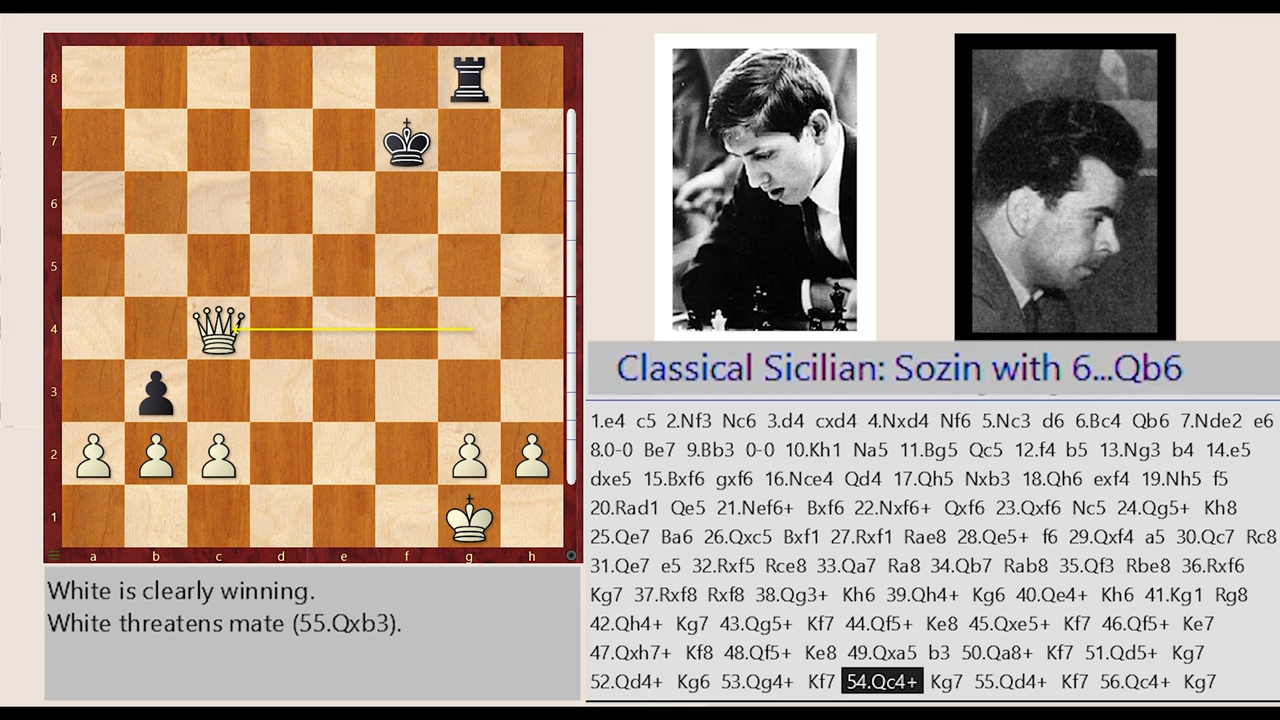 8
7
6
5
4
3
2
1
a b c d e f g h
White is clearly winning.
White threatens mate (55.Qxb3).
Classical Sicilian: Sozin with 6...Qb6
1.e4 c5 2.Nf3 Nc6 3.d4 cxd4 4.Nxd4 Nf6 5.Nc3 d6 6.Bc4 Qb6 7.Nde2 e6
8.0-0 Be7 9.Bb3 0-0 10.Kh1 Na5 11.Bg5 Qc5 12.f4 b5 13.Ng3 b4 14.e5
dxe5 15.Bxf6 gxf6 16.Nce4 Qd4 17.Qh5 Nxb3 18.Qh6 exf4 19.Nh5 f5
20.Rad1 Qe5 21.Nef6+ Bxf6 22.Nxf6+ Qxf6 23.Qxf6 Nc5 24.Qg5+ Kh8
25.Qe7 Ba6 26.Qxc5 Bxf1 27.Rxf1 Rae8 28.Qe5+ f6 29.Qxf4 a5 30.Qc7 Rc8
31.Qe7 e5 32.Rxf5 Rce8 33.Qa7 Ra8 34.Qb7 Rab8 35.Qf3 Rbe8 36.Rxf6
Kg7 37.Rxf8 Rxf8 38.Qg3+ Kh6 39.Qh4+ Kg6 40.Qe4+ Kh6 41.Kg1 Rg8
42.Qh4+ Kg7 43.Qg5+ Kf7 44.Qf5+ Ke8 45.Qxe5+ Kf7 46.Qf5+ Ke7
47.Qxh7+ Kf8 48.Qf5+ Ke8 49.Qxa5 b3 50.Qa8+ Kf7 51.Qd5+ Kg7
52.Qd4+ Kg6 53.Qg4+ Kf7 54.Qc4+ Kg7 55.Qd4+ Kf7 56.Qc4+ Kg7